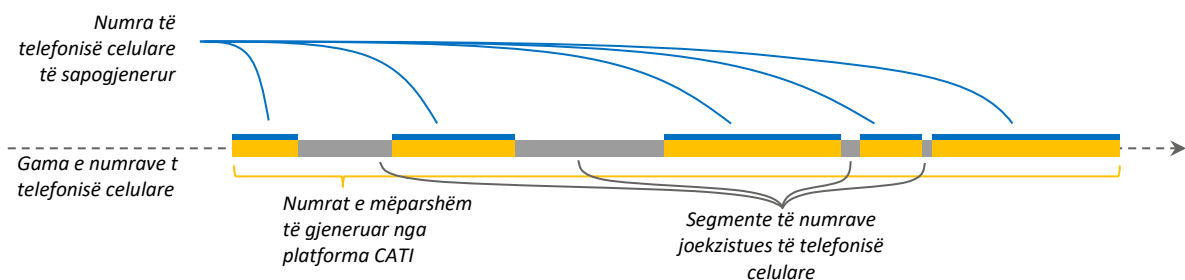 Numra të
telefonisë celulare
të sapogjenerur
Gama e numrave t
telefonisë celulare
Numrat e mëparshëm
të gjeneruar nga
platforma CATI
Segmente të numrave
joekzistues të telefonisë
celulare